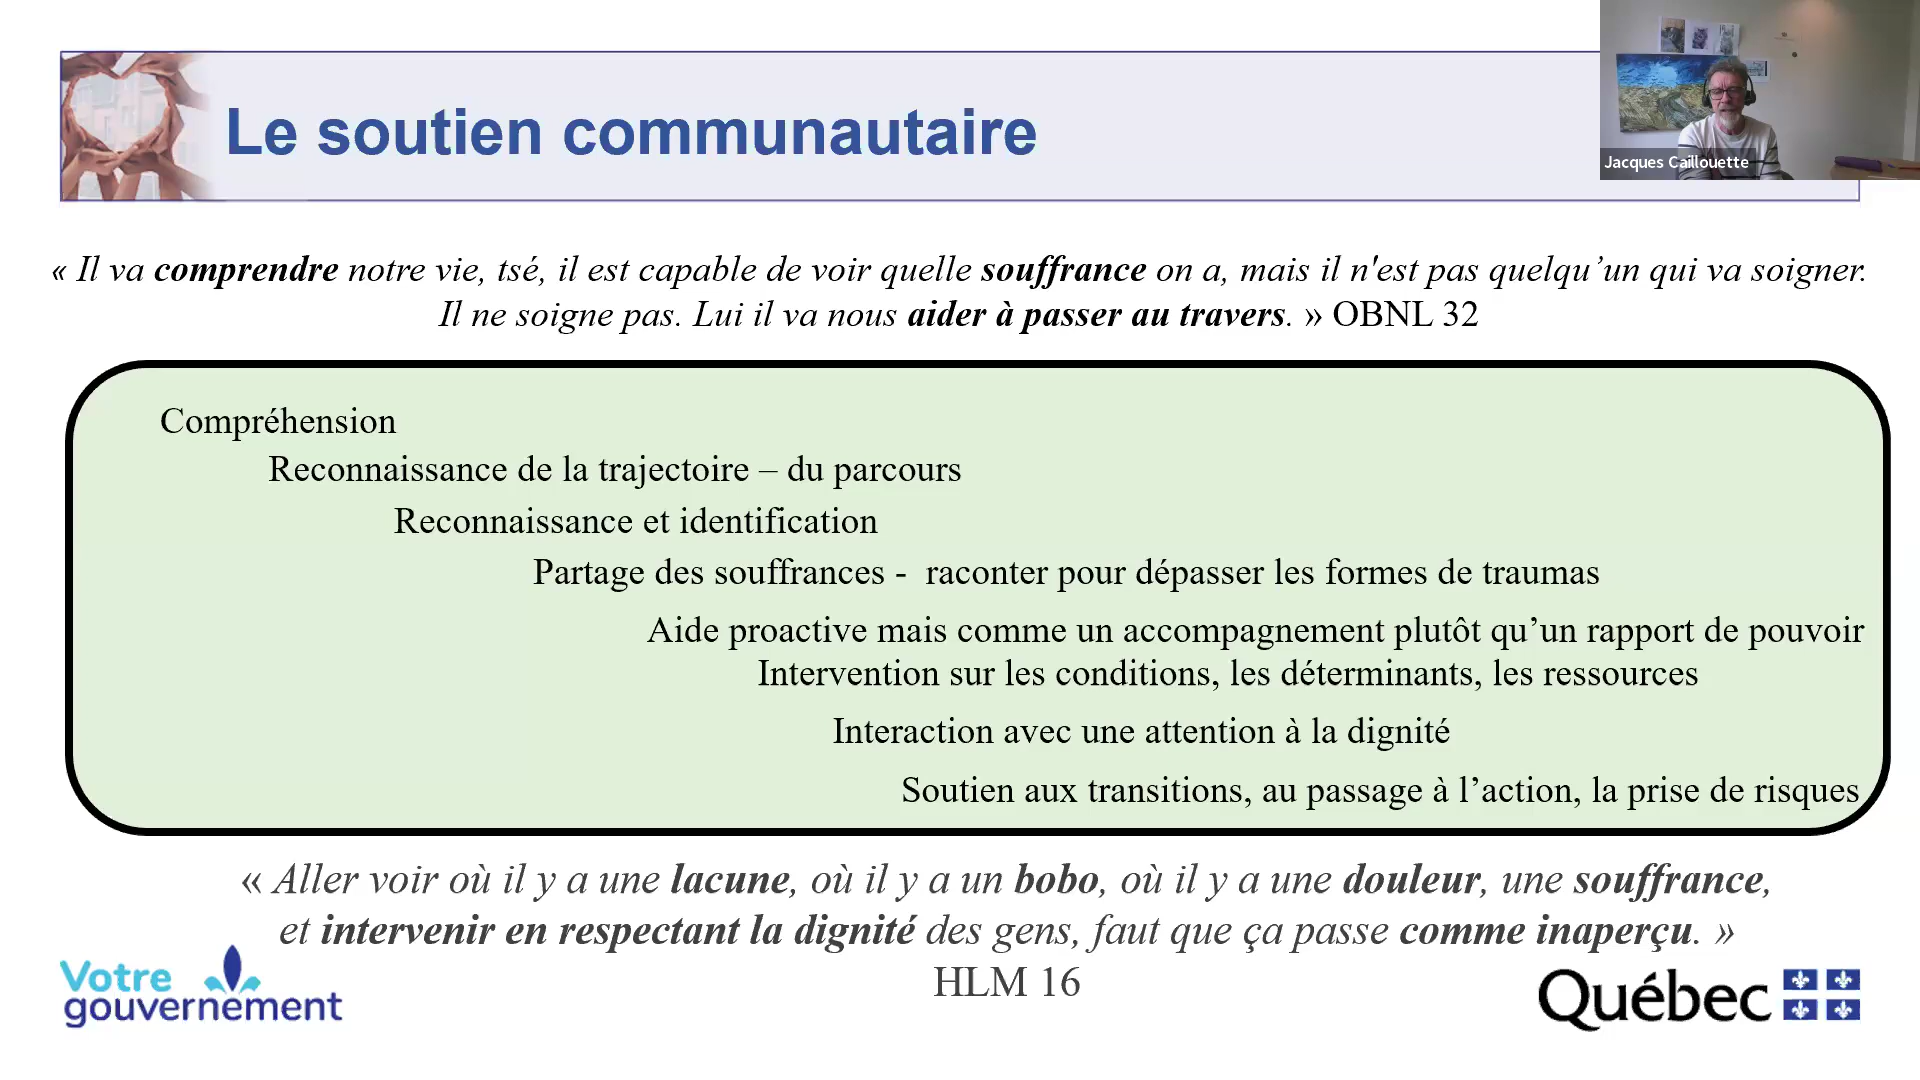 Le soutien communautaire
Jacques Caillouette
« Il va comprendre notre vie, tsé, il est capable de voir quelle souffrance on a, mais il n'est pas quelqu’un qui va soigner.
Il ne soigne pas. Lui il va nous aider à passer au travers. » OBNL 32
Compréhension
Reconnaissance de la trajectoire – du parcours
Reconnaissance et identification
Partage des souffrances -  raconter pour dépasser les formes de traumas
Aide proactive mais comme un accompagnement plutôt qu’un rapport de pouvoir
Intervention sur les conditions, les déterminants, les ressources
Interaction avec une attention à la dignité
Soutien aux transitions, au passage à l’action, la prise de risques
« Aller voir où il y a une lacune, où il y a un bobo, où il y a une douleur, une souffrance,
et intervenir en respectant la dignité des gens, faut que ça passe comme inaperçu. »
HLM 16
Votre
gouvernement
Québec